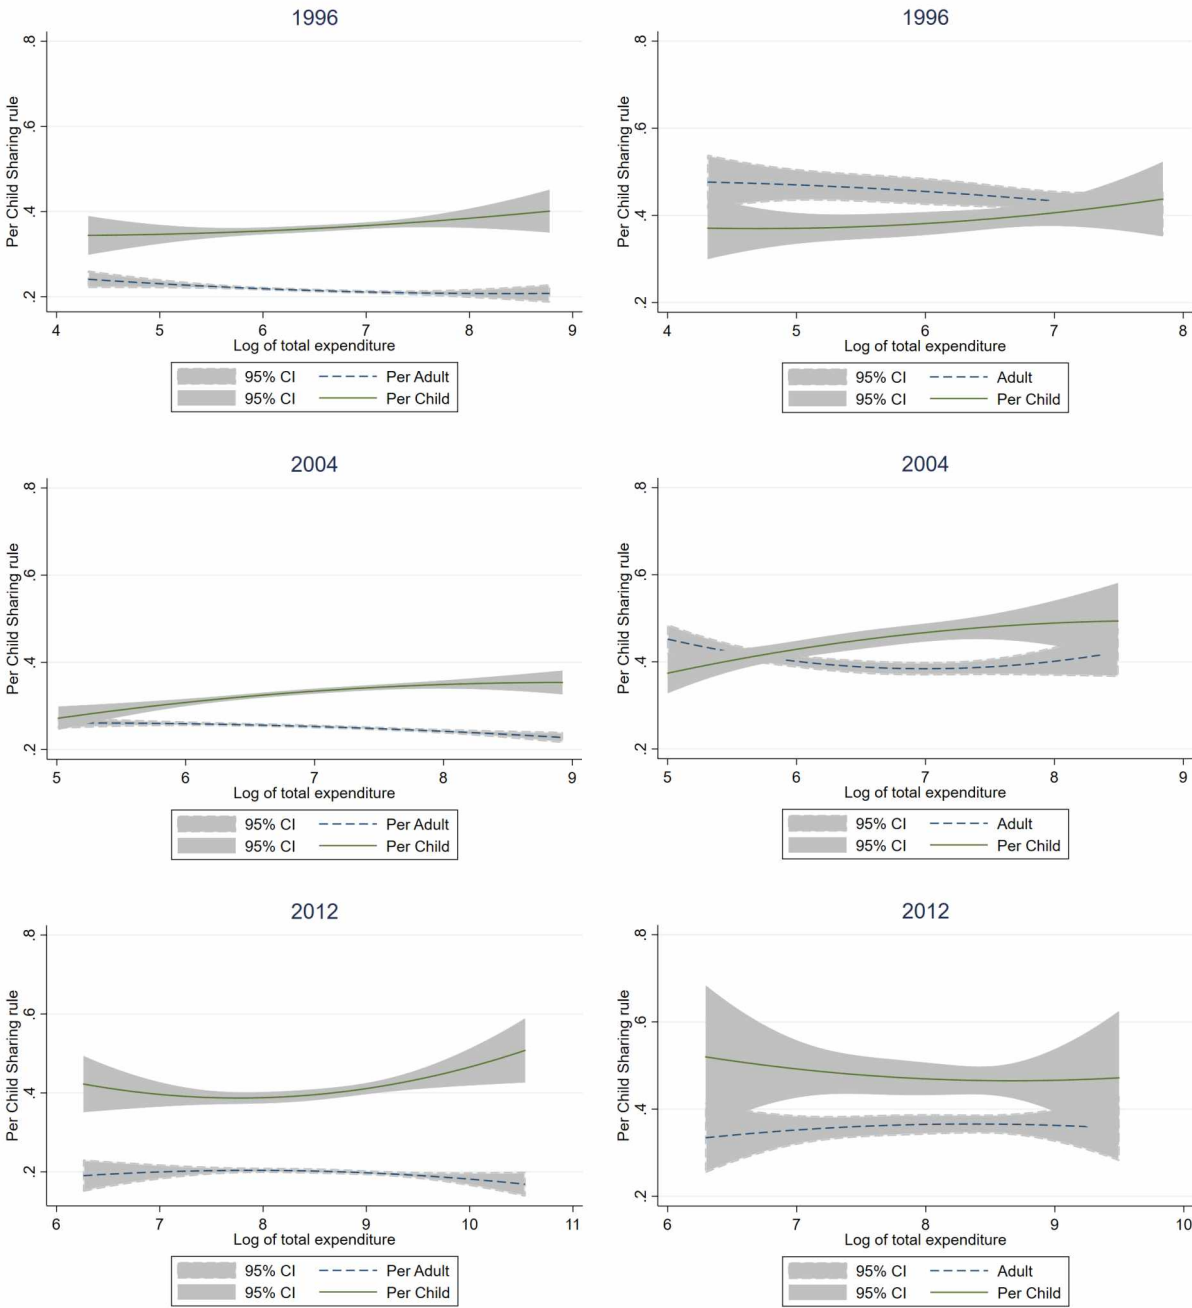 1996
Per Child Sharing rule
.8
.6
.4
.2
4 5 6 7 8 9
Log of total expenditure
95% CI Per Adult
95% CI Per Child
1996
Per Child Sharing rule
.8
.6
.4
.2
4 5 6 7 8
Log of total expenditure
95% CI Adult
95% CI Per Child
2004
Per Child Sharing rule
.8
.6
.4
.2
5 6 7 8 9
Log of total expenditure
95% CI Per Adult
95% CI Per Child
2004
Per Child Sharing rule
.8
.6
.4
.2
5 6 7 8 9
Log of total expenditure
95% CI Adult
95% CI Per Child
2012
Per Child Sharing rule
.8
.6
.4
.2
6 7 8 9 10 11
Log of total expenditure
95% CI Per Adult
95% CI Per Child
2012
Per Child Sharing rule
.8
.6
.4
.2
6 7 8 9 10
Log of total expenditure
95% CI Adult
95% CI Per Child